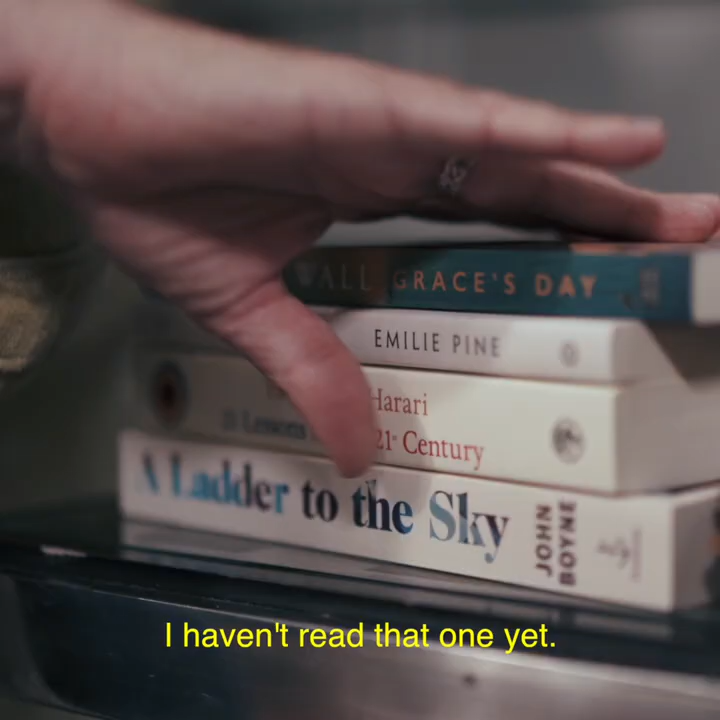 ALL GRACE'S DAY
EMILIE PINE
Harari
Lessons 21st Century
A Ladder to the Sky
JOHN
BOYNE
I haven't read that one yet.